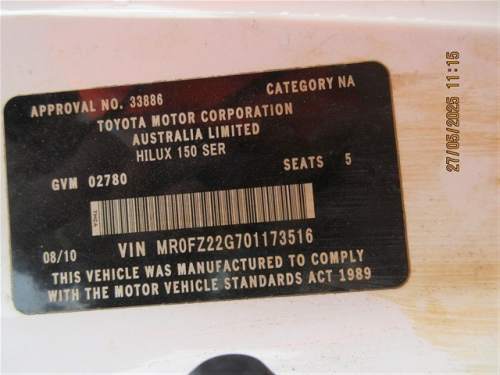 APPROVAL NO. 33886 CATEGORY NA
TOYOTA MOTOR CORPORATION
AUSTRALIA LIMITED
HILUX 150 SER
GVM 02780 SEATS 5
08/10 VIN MR0FZ22G701173516
THIS VEHICLE WAS MANUFACTURED TO COMPLY
WITH THE MOTOR VEHICLE STANDARDS ACT 1989
27/05/2025 11:15